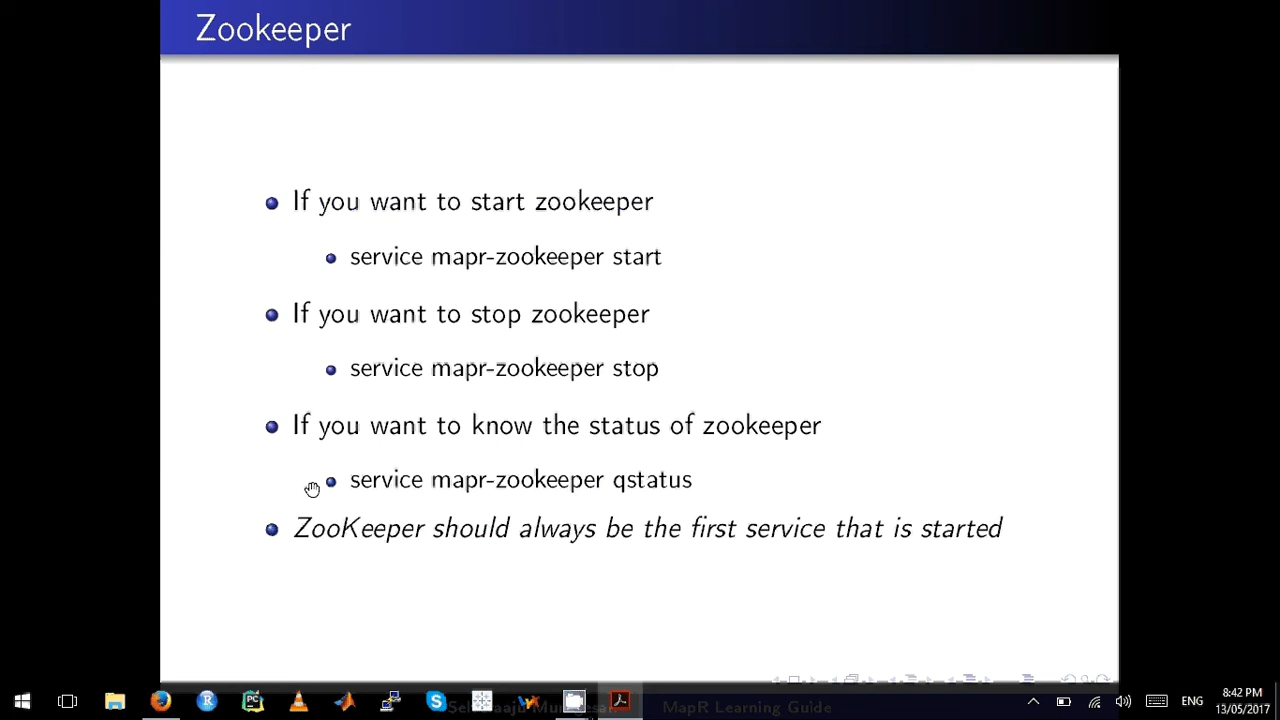 Zookeeper
If you want to start zookeeper
service mapr-zookeeper start
If you want to stop zookeeper
service mapr-zookeeper stop
If you want to know the status of zookeeper
service mapr-zookeeper qstatus
ZooKeeper should always be the first service that is started
MapR Learning Guide
ENG
8:42 PM
13/05/2017